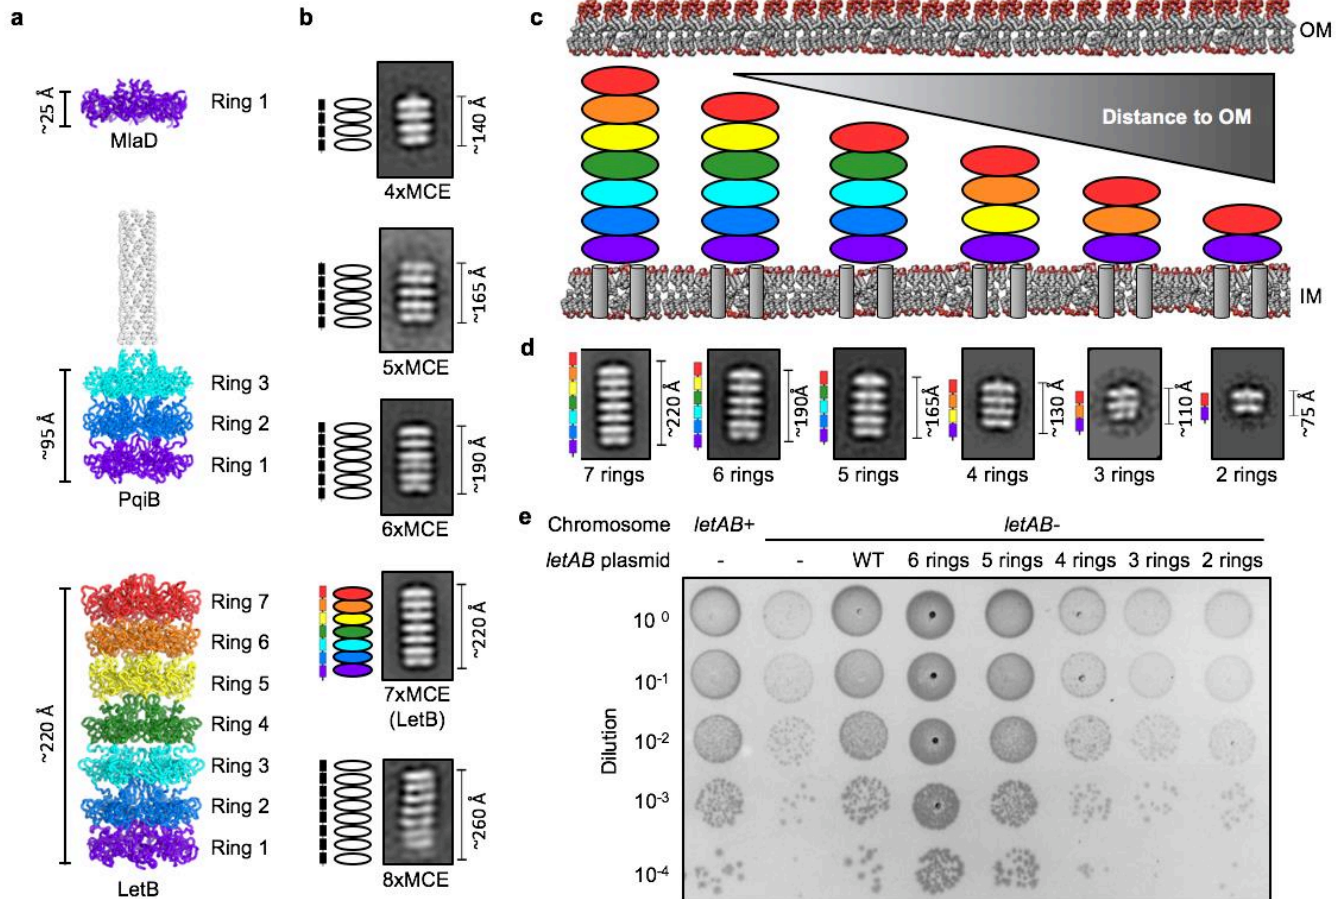 a
~25 Å
Ring 1
MlaD
~95 Å
Ring 3
Ring 2
Ring 1
PqiB
~220 Å
Ring 7
Ring 6
Ring 5
Ring 4
Ring 3
Ring 2
Ring 1
LetB
b
~140 Å
4xMCE
~165 Å
5xMCE
~190 Å
6xMCE
~220 Å
7xMCE
(LetB)
~260 Å
8xMCE
c
OM
Distance to OM
IM
d
~220 Å
~190Å
~165Å
~130 Å
~110 Å
~75 Å
7 rings
6 rings
5 rings
4 rings
3 rings
2 rings
e
Chromosome letAB+ letAB-
letAB plasmid - - WT 6 rings 5 rings 4 rings 3 rings 2 rings
Dilution
10 0
10-1
10-2
10-3
10-4